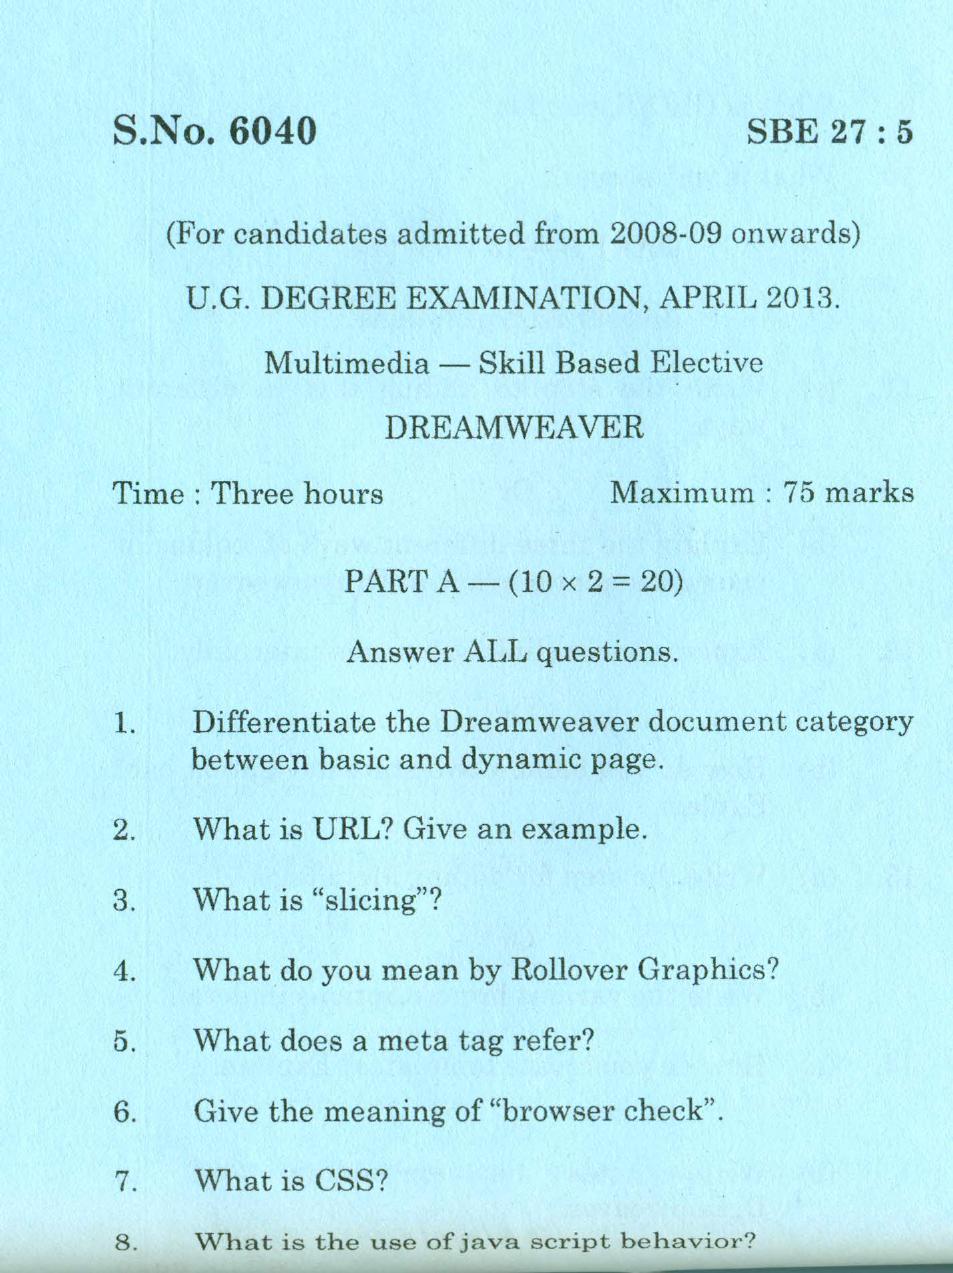 S.No. 6040 SBE 27 : 5
(For candidates admitted from 2008-09 onwards)
U.G. DEGREE EXAMINATION, APRIL 2013.
Multimedia — Skill Based Elective
DREAMWEAVER
Time : Three hours Maximum : 75 marks
PART A — (10 × 2 = 20)
Answer ALL questions.
1. Differentiate the Dreamweaver document category
between basic and dynamic page.
2. What is URL? Give an example.
3. What is “slicing”?
4. What do you mean by Rollover Graphics?
5. What does a meta tag refer?
6. Give the meaning of “browser check”.
7. What is CSS?
8. What is the use of java script behavior?